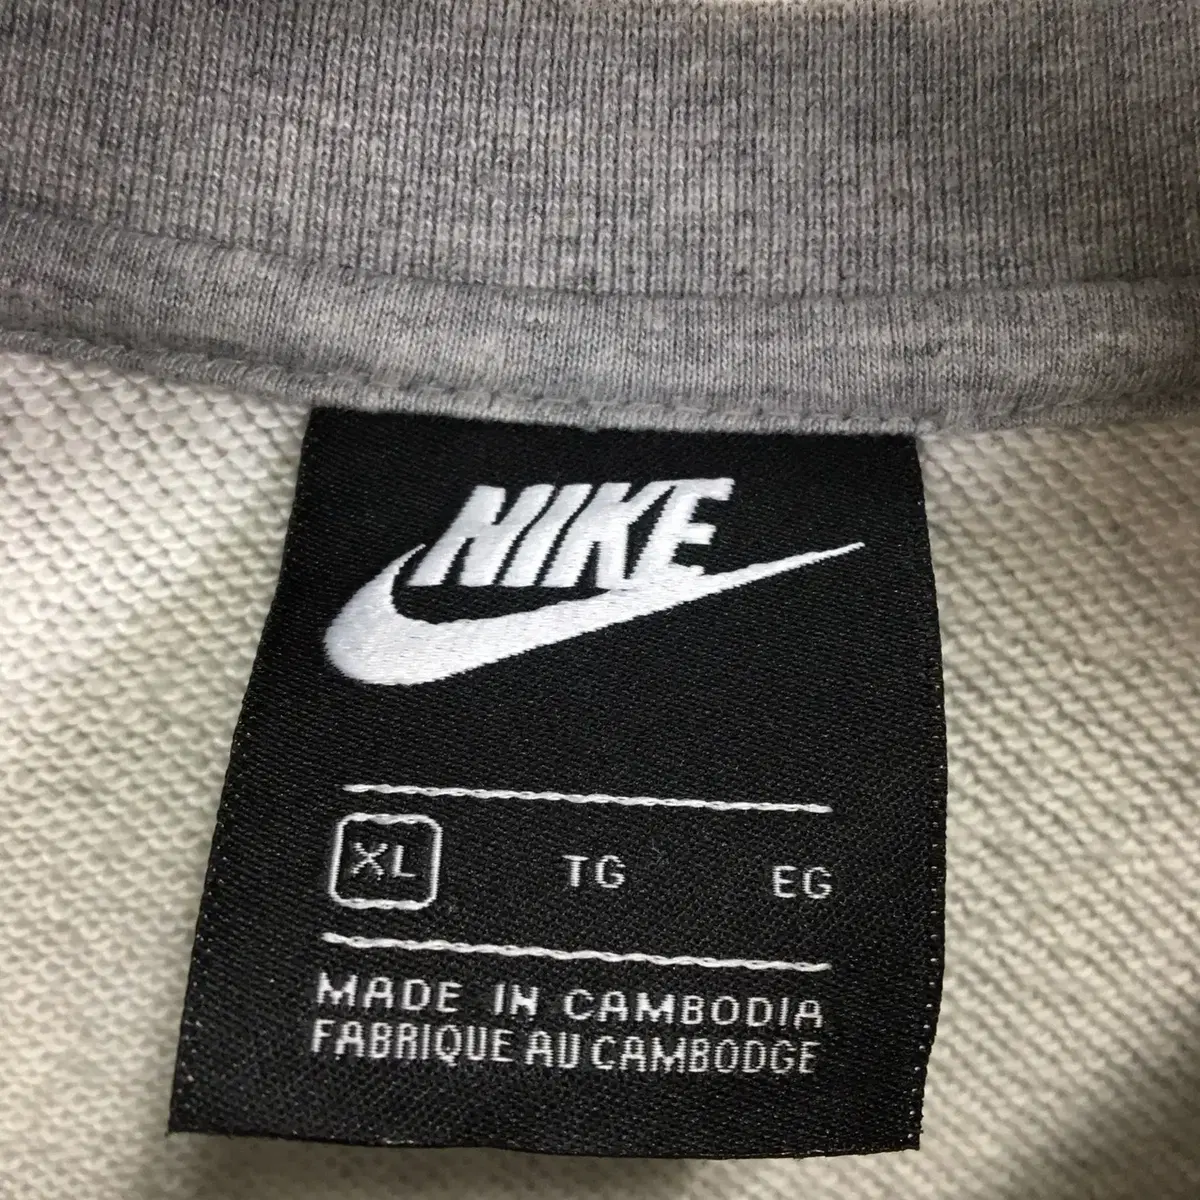 NIKE
XL TG EG
MADE IN CAMBODIA
FABRIQUE AU CAMBODGE